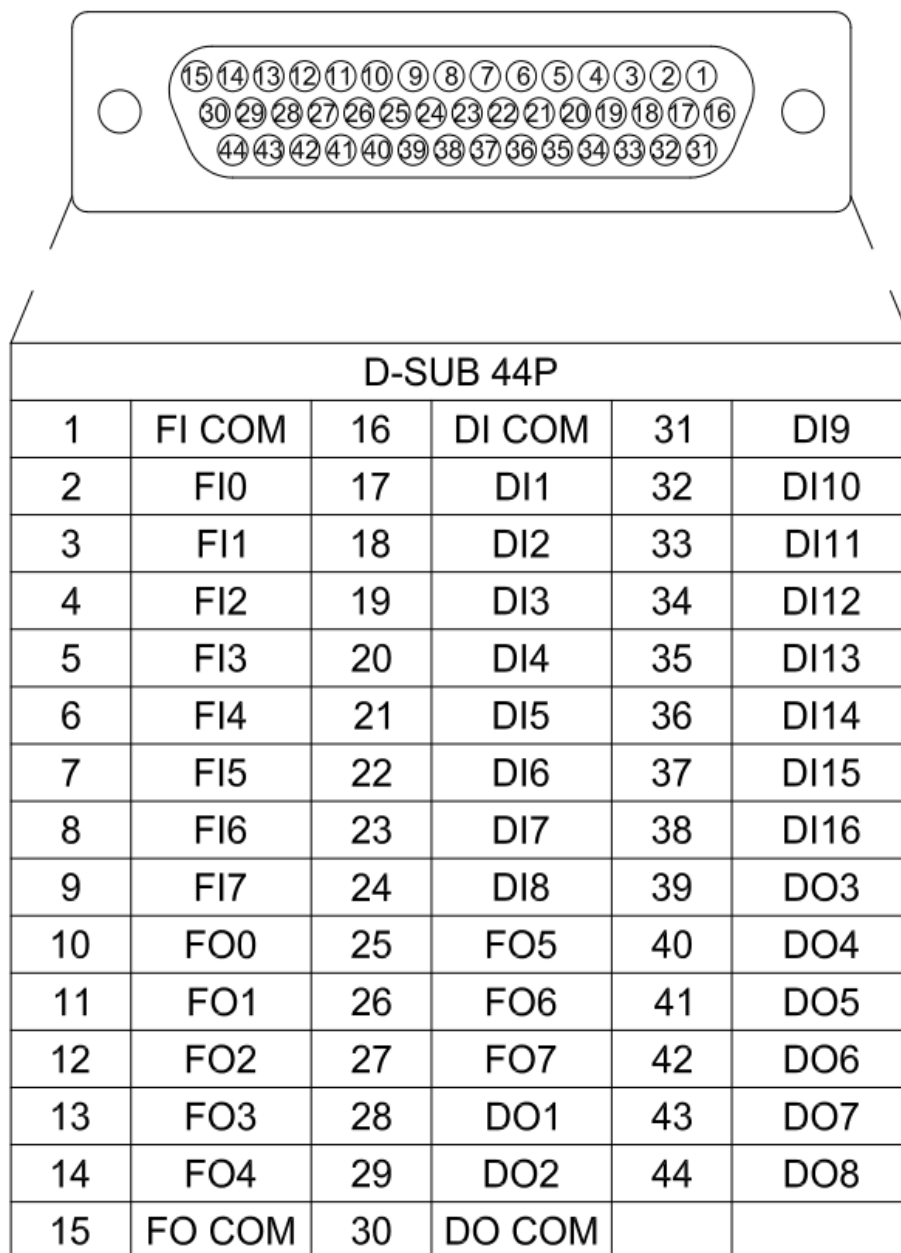 15 14 13 12 11 10 9 8 7 6 5 4 3 2 1
30 29 28 27 26 25 24 23 22 21 20 19 18 17 16
44 43 42 41 40 39 38 37 36 35 34 33 32 31
D-SUB 44P
1 FI COM 16 DI COM 31 DI9
2 FI0 17 DI1 32 DI10
3 FI1 18 DI2 33 DI11
4 FI2 19 DI3 34 DI12
5 FI3 20 DI4 35 DI13
6 FI4 21 DI5 36 DI14
7 FI5 22 DI6 37 DI15
8 FI6 23 DI7 38 DI16
9 FI7 24 DI8 39 DO3
10 FO0 25 FO5 40 DO4
11 FO1 26 FO6 41 DO5
12 FO2 27 FO7 42 DO6
13 FO3 28 DO1 43 DO7
14 FO4 29 DO2 44 DO8
15 FO COM 30 DO COM